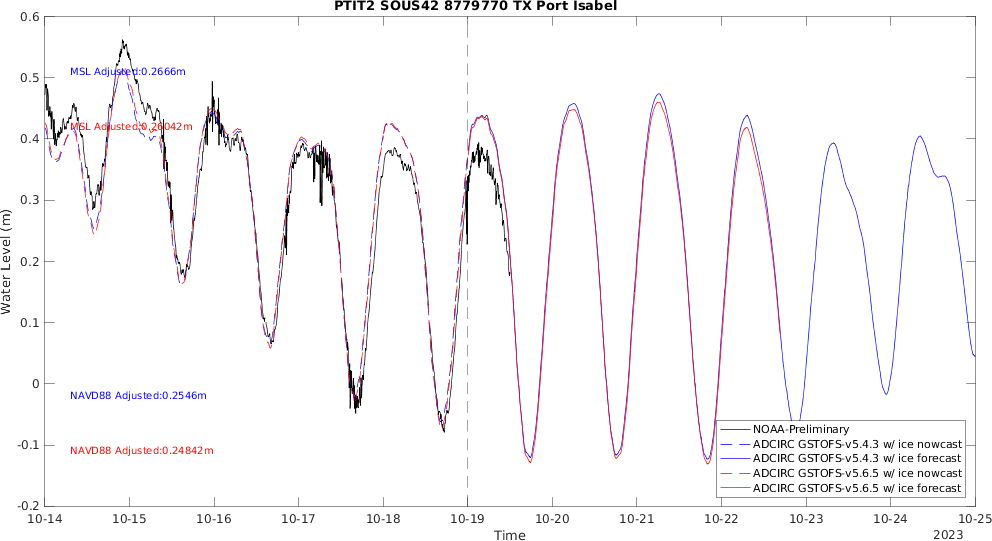 PTIT2 SOUS42 8779770 TX Port Isabel
0.6
0.5
0.4
0.3
0.2
0.1
0
-0.1
-0.2
Water Level (m)
MSL Adjusted:0.2666m
MSL Adjusted:0.26042m
NAVD88 Adjusted:0.2546m
NAVD88 Adjusted:0.24842m
NOAA-Preliminary
ADCIRC GSTOFS-v5.4.3 w/ ice nowcast
ADCIRC GSTOFS-v5.4.3 w/ ice forecast
ADCIRC GSTOFS-v5.6.5 w/ ice nowcast
ADCIRC GSTOFS-v5.6.5 w/ ice forecast
10-14 10-15 10-16 10-17 10-18 10-19 10-20 10-21 10-22 10-23 10-24 10-25
Time
2023